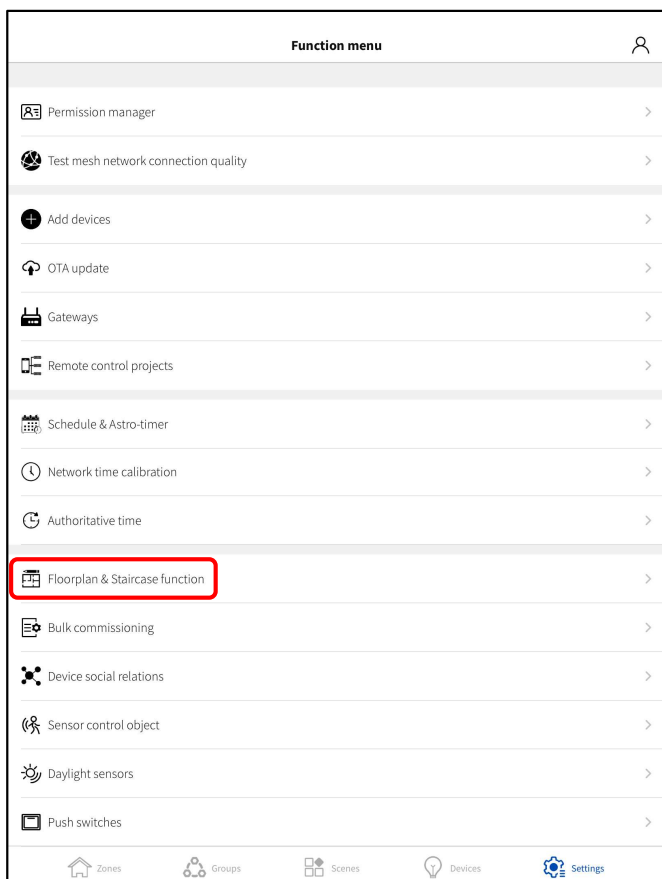 Function menu
Permission manager
Test mesh network connection quality
Add devices
OTA update
Gateways
Remote control projects
Schedule & Astro-timer
Network time calibration
Authoritative time
Floorplan & Staircase function
Bulk commissioning
Device social relations
Sensor control object
Daylight sensors
Push switches
Zones Groups Scenes Devices Settings